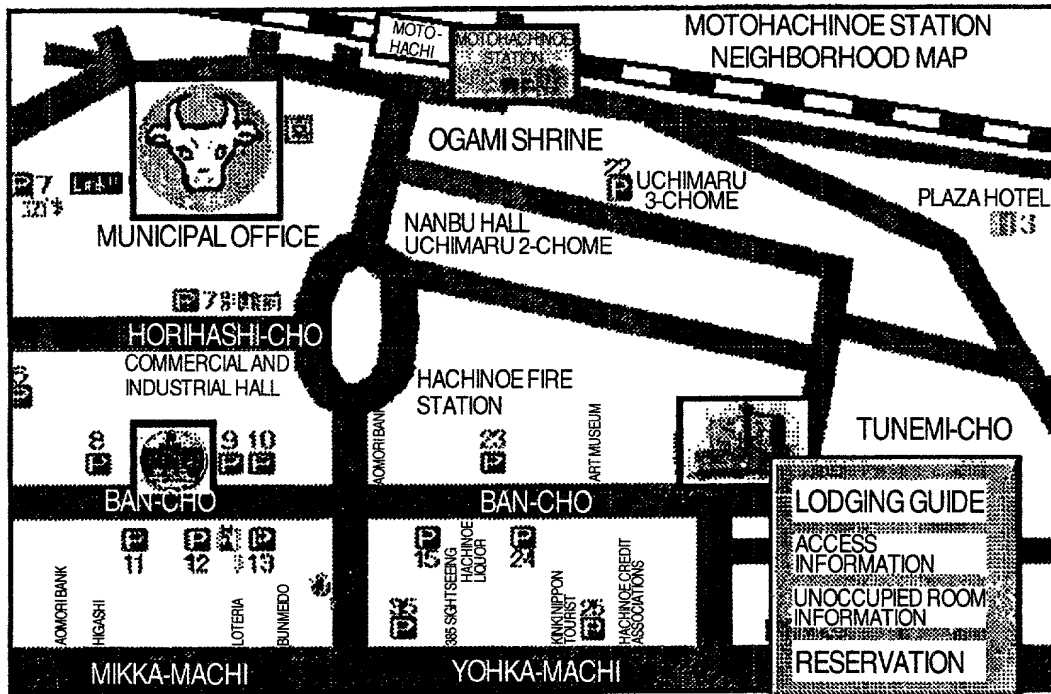 MOTOHACHINOE STATION
NEIGHBORHOOD MAP
MOTO-
HACHI
MOTOHACHINOE
STATION
OGAMI SHRINE
22
P
UCHIMARU
3-CHOME
PLAZA HOTEL
3
P7
MUNICIPAL OFFICE
NANBU HALL
UCHIMARU 2-CHOME
P
HORIHASHI-CHO
COMMERCIAL AND
INDUSTRIAL HALL
HACHINOE FIRE
STATION
AOMORI BANK
ART MUSEUM
TUNEMI-CHO
8
P
9
P
10
P
23
P
BAN-CHO
BAN-CHO
P
11
P
12
P
13
P
15
P
24
AOMORI BANK
HIGASHI
LOTERIA
BUNMEIDO
385 SIGHTSEEING
HACHINOE
LIQUOR
KINKI NIPPON
TOURIST
HACHINOE CREDIT
ASSOCIATIONS
MIKKA-MACHI
YOHKA-MACHI
LODGING GUIDE
ACCESS
INFORMATION
UNOCCUPIED ROOM
INFORMATION
RESERVATION